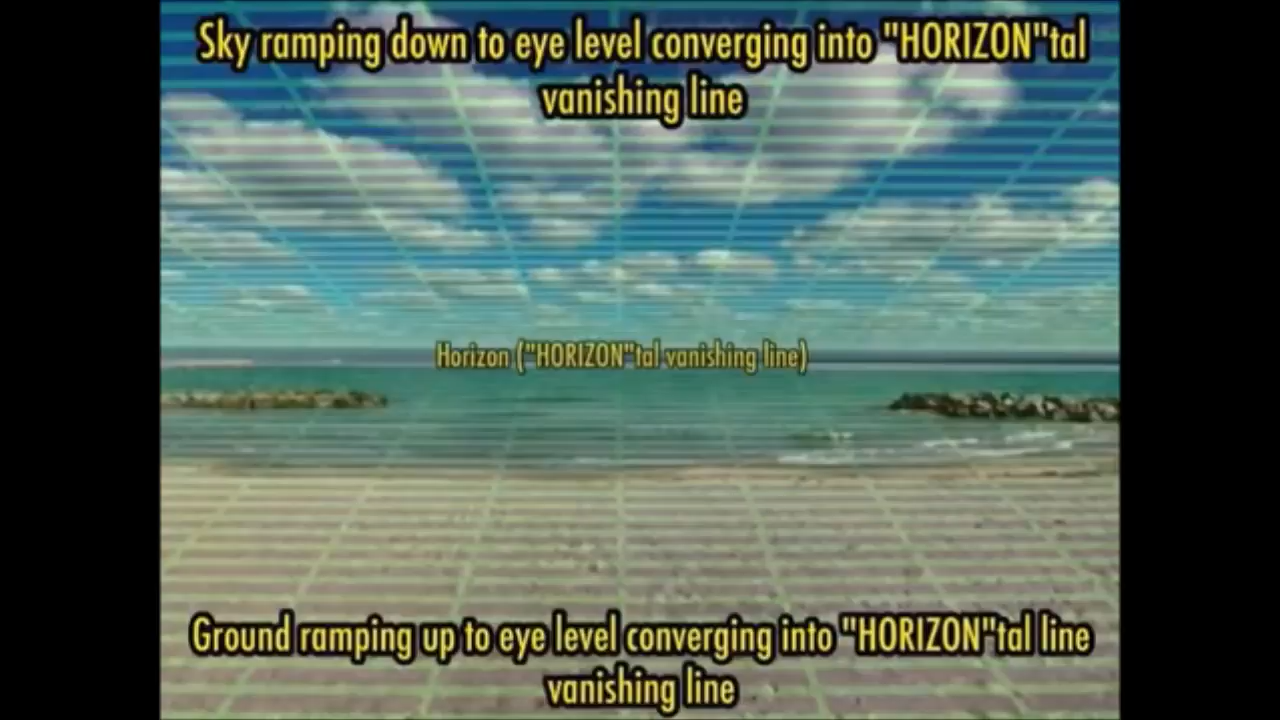 Sky ramping down to eye level converging into "HORIZON"tal
vanishing line
Horizon ("HORIZON"tal vanishing line)
Ground ramping up to eye level converging into "HORIZON"tal line
vanishing line